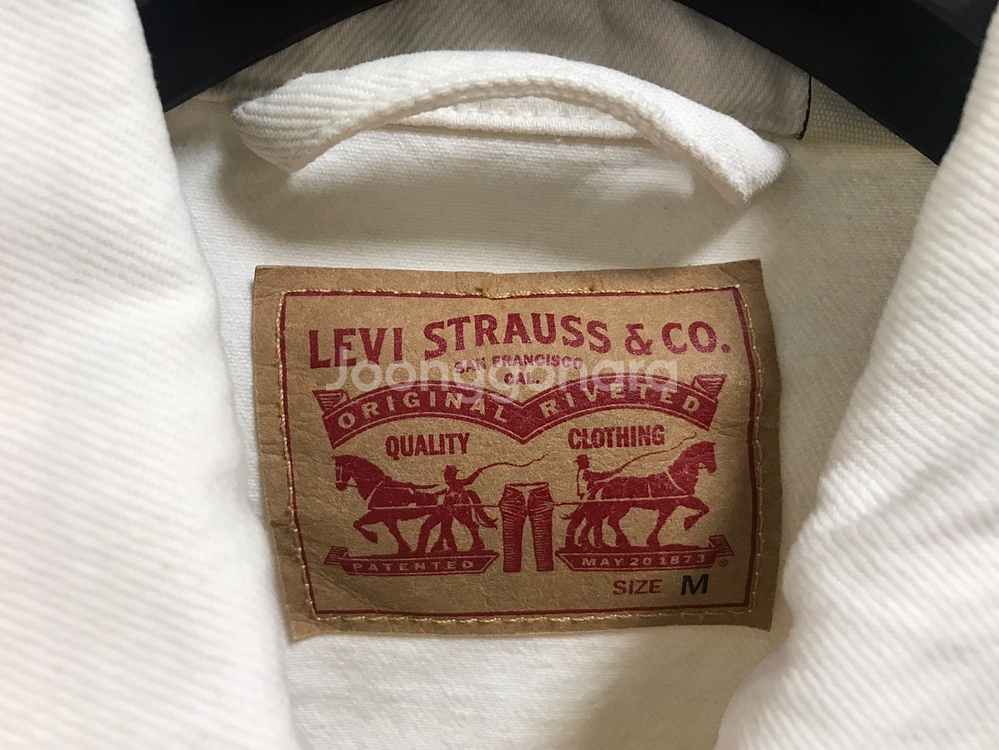 LEVI STRAUSS & CO.
SAN FRANCISCO
CAL.
Joonggonara
ORIGINAL RIVETED
QUALITY CLOTHING
PATENTED MAY 20 1873 ®
SIZE M